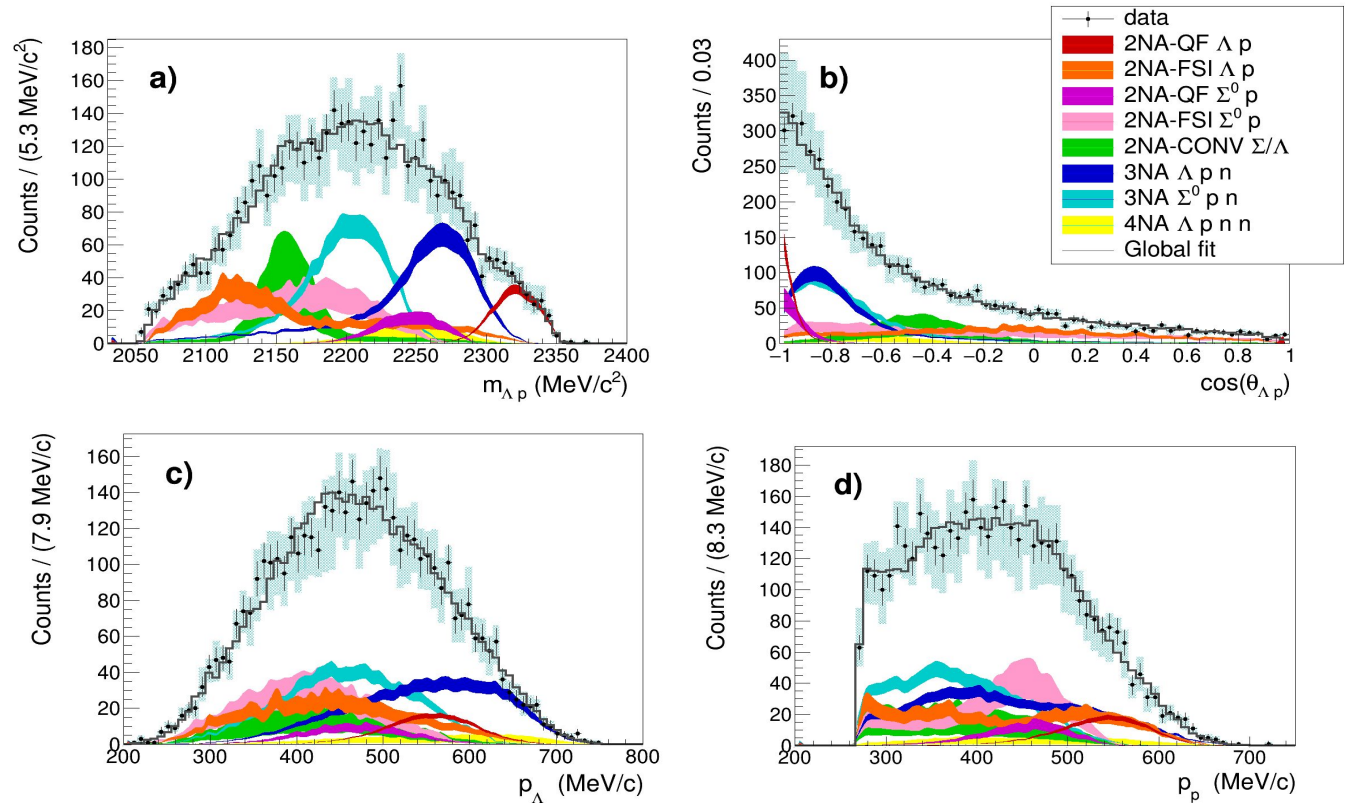 a)
Counts / (5.3 MeV/c²)
180
160
140
120
100
80
60
40
20
0
2050 2100 2150 2200 2250 2300 2350 2400
m_Λ p (MeV/c²)
b)
Counts / 0.03
400
350
300
250
200
150
100
50
0
−1 −0.8 −0.6 −0.4 −0.2 0 0.2 0.4 0.6 0.8 1
cos(θ_Λ p)
data
2NA-QF Λ p
2NA-FSI Λ p
2NA-QF Σ⁰ p
2NA-FSI Σ⁰ p
2NA-CONV Σ/Λ
3NA Λ p n
3NA Σ⁰ p n
4NA Λ p n n
Global fit
c)
Counts / (7.9 MeV/c)
160
140
120
100
80
60
40
20
0
200 300 400 500 600 700 800
p_Λ (MeV/c)
d)
Counts / (8.3 MeV/c)
180
160
140
120
100
80
60
40
20
0
200 300 400 500 600 700
p_p (MeV/c)